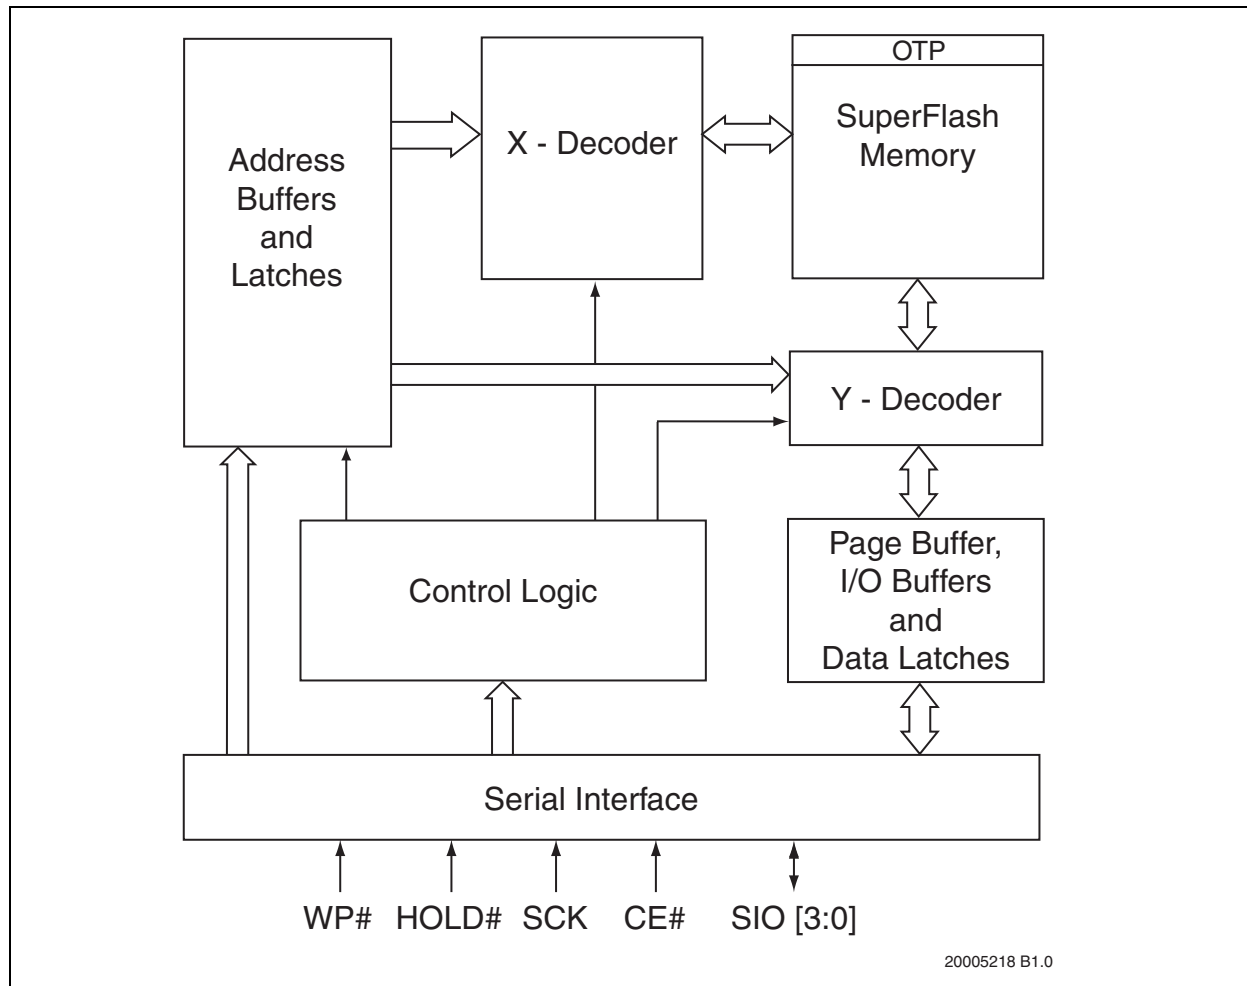 OTP
SuperFlash
Memory
X - Decoder
Address
Buffers
and
Latches
Y - Decoder
Page Buffer,
I/O Buffers
and
Data Latches
Control Logic
Serial Interface
WP# HOLD# SCK CE# SIO [3:0]
20005218 B1.0